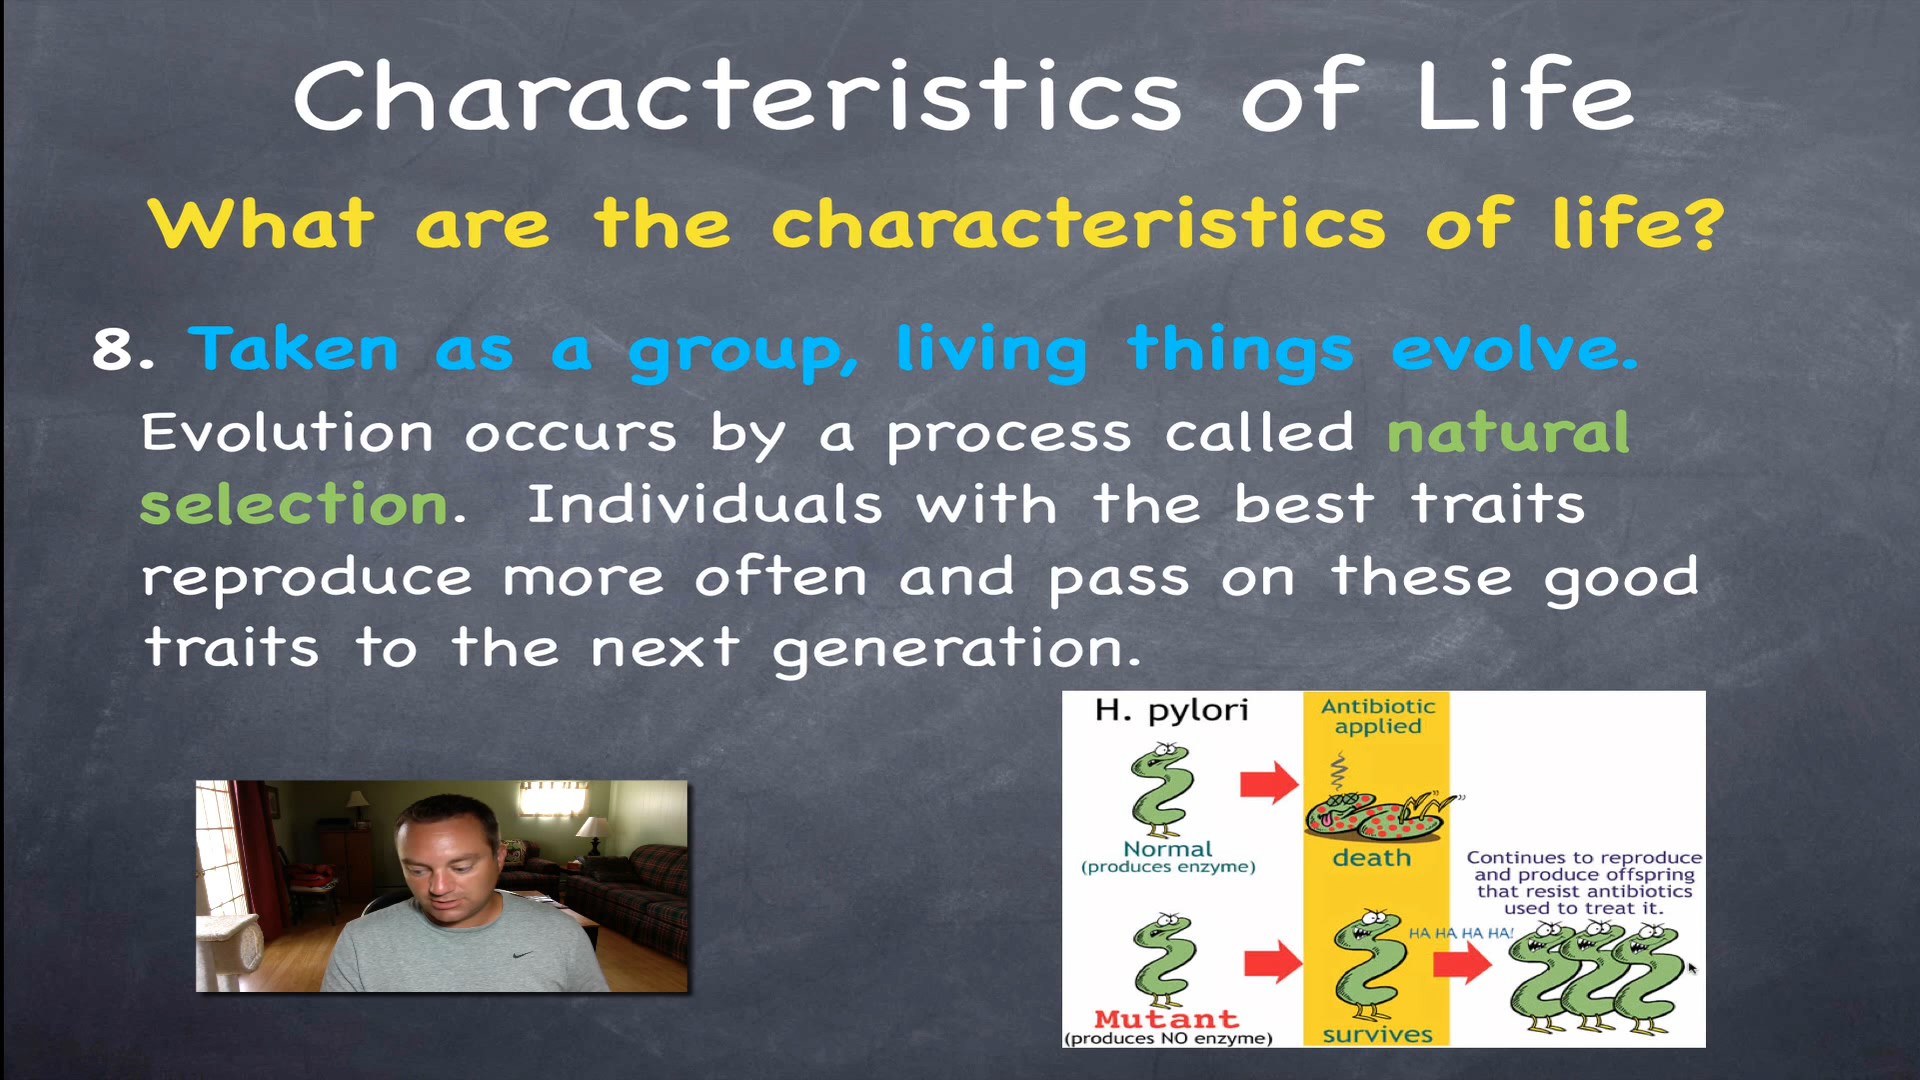 Characteristics of Life
What are the characteristics of life?
8. Taken as a group, living things evolve.
Evolution occurs by a process called natural
selection. Individuals with the best traits
reproduce more often and pass on these good
traits to the next generation.
H. pylori
Antibiotic
applied
Normal
(produces enzyme)
death
Continues to reproduce
and produce offspring
that resist antibiotics
used to treat it.
HA HA HA HA!
Mutant
(produces NO enzyme)
survives